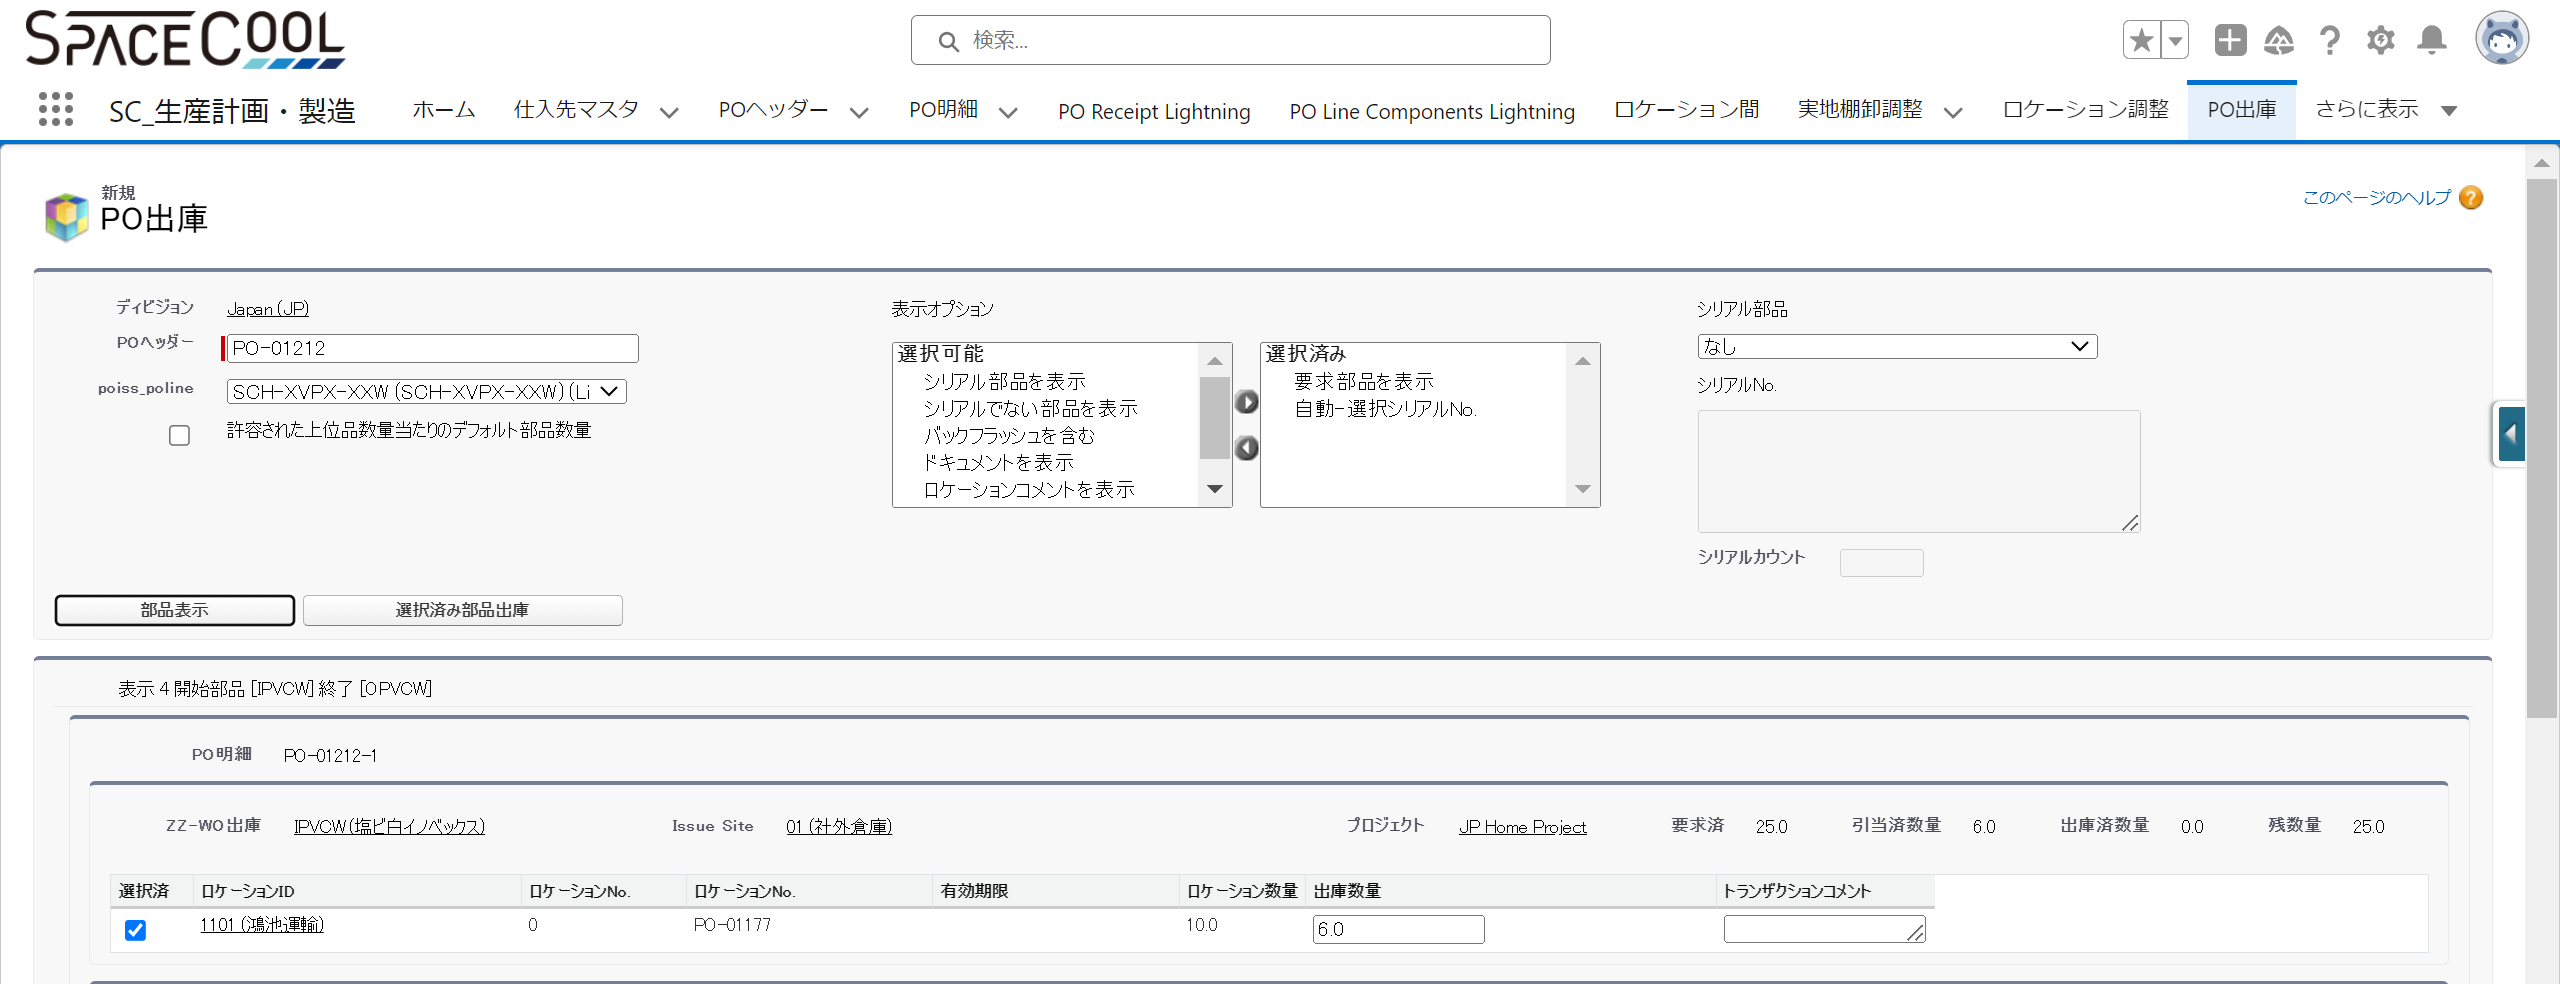 SPACECOOL
検索...
SC_生産計画・製造
ホーム
仕入先マスタ
POヘッダー
PO明細
PO Receipt Lightning
PO Line Components Lightning
ロケーション間
実地棚卸調整
ロケーション調整
PO出庫
さらに表示
新規
PO出庫
このページのヘルプ ?
ディビジョン Japan (JP)
POヘッダー PO-01212
poiss_poline SCH-XVPX-XXW (SCH-XVPX-XXW) (Li
許容された上位品数量当たりのデフォルト部品数量
表示オプション
選択可能
シリアル部品を表示
シリアルでない部品を表示
バックフラッシュを含む
ドキュメントを表示
ロケーションコメントを表示
選択済み
要求部品を表示
自動-選択シリアルNo.
シリアル部品
なし
シリアルNo.
シリアルカウント
部品表示
選択済み部品出庫
表示 4 開始部品 [IPVCW] 終了 [OPVCW]
PO明細 PO-01212-1
ZZ-WO出庫 IPVCW(塩ビ白イノベックス) Issue Site 01 (社外倉庫) プロジェクト JP Home Project 要求済 25.0 引当済数量 6.0 出庫済数量 0.0 残数量 25.0
選択済 ロケーションID ロケーションNo. ロケーションNo. 有効期限 ロケーション数量 出庫数量 トランザクションコメント
1101 (鴻池運輸) 0 PO-01177 10.0 6.0